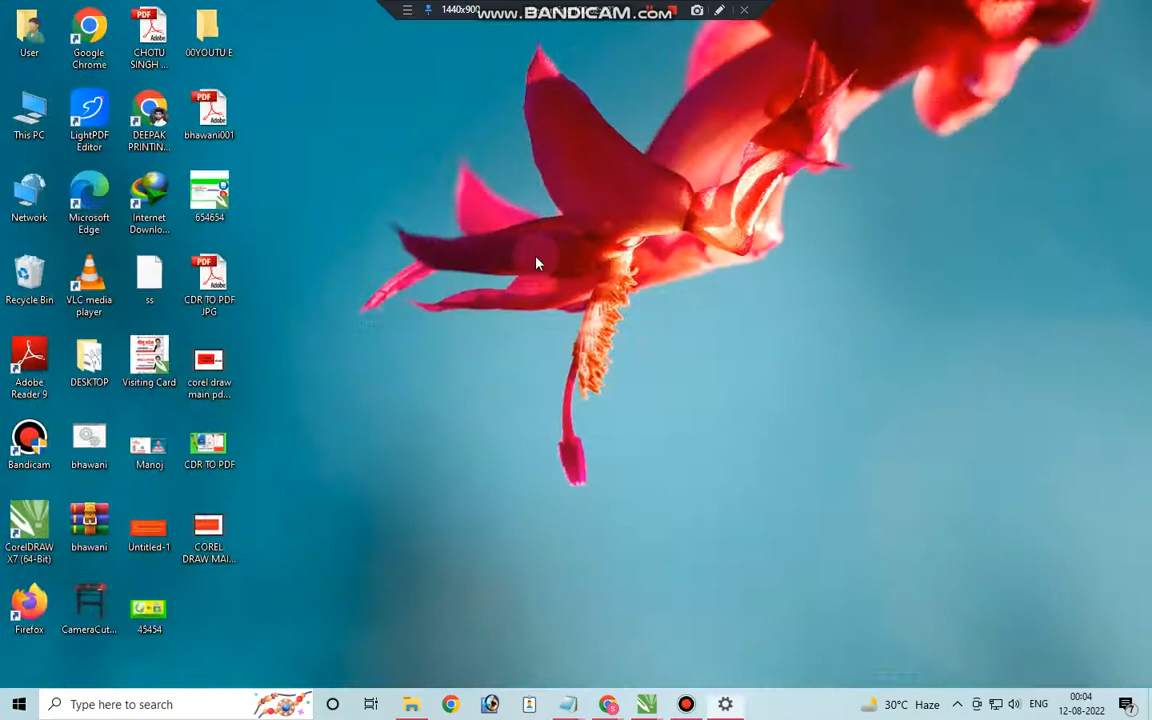 1440x900
www.BANDICAM.com
User
Google Chrome
CHOTU SINGH ...
00YOUTU E
This PC
LightPDF Editor
DEEPAK PRINTIN...
bhawani001
Network
Microsoft Edge
Internet Downlo...
654654
Recycle Bin
VLC media player
ss
CDR TO PDF JPG
Adobe Reader 9
DESKTOP
Visiting Card
corel draw main pd...
Bandicam
bhawani
Manoj
CDR TO PDF
CorelDRAW X7 (64-Bit)
bhawani
Untitled-1
COREL DRAW MAI...
Firefox
CameraCut...
45454
Type here to search
30°C Haze
ENG
00:04
12-08-2022
7